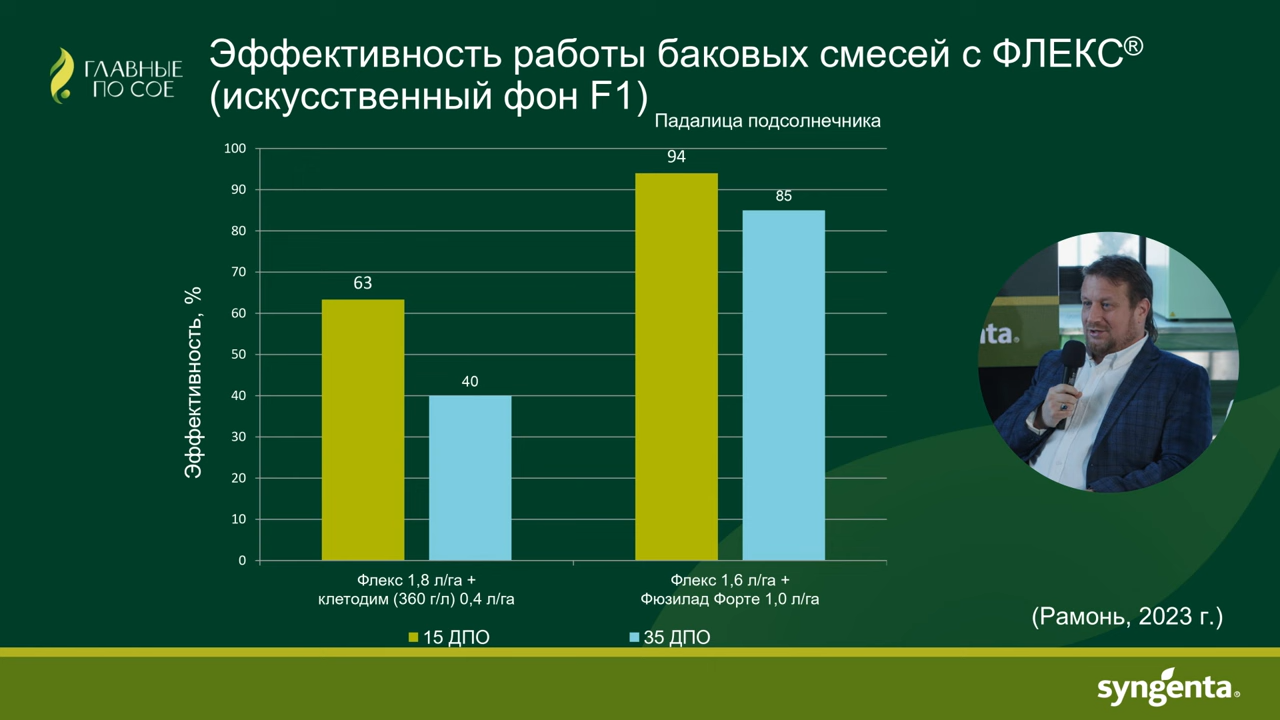 ГЛАВНЫЕ
ПО СОЕ
Эффективность работы баковых смесей с ФЛЕКС®
(искусственный фон F1)
Падалица подсолнечника
Эффективность, %
100
90
80
70
60
50
40
30
20
10
0
63
40
94
85
Флекс 1,8 л/га +
клетодим (360 г/л) 0,4 л/га
Флекс 1,6 л/га +
Фюзилад Форте 1,0 л/га
15 ДПО
35 ДПО
nta.
(Рамонь, 2023 г.)
syngenta®